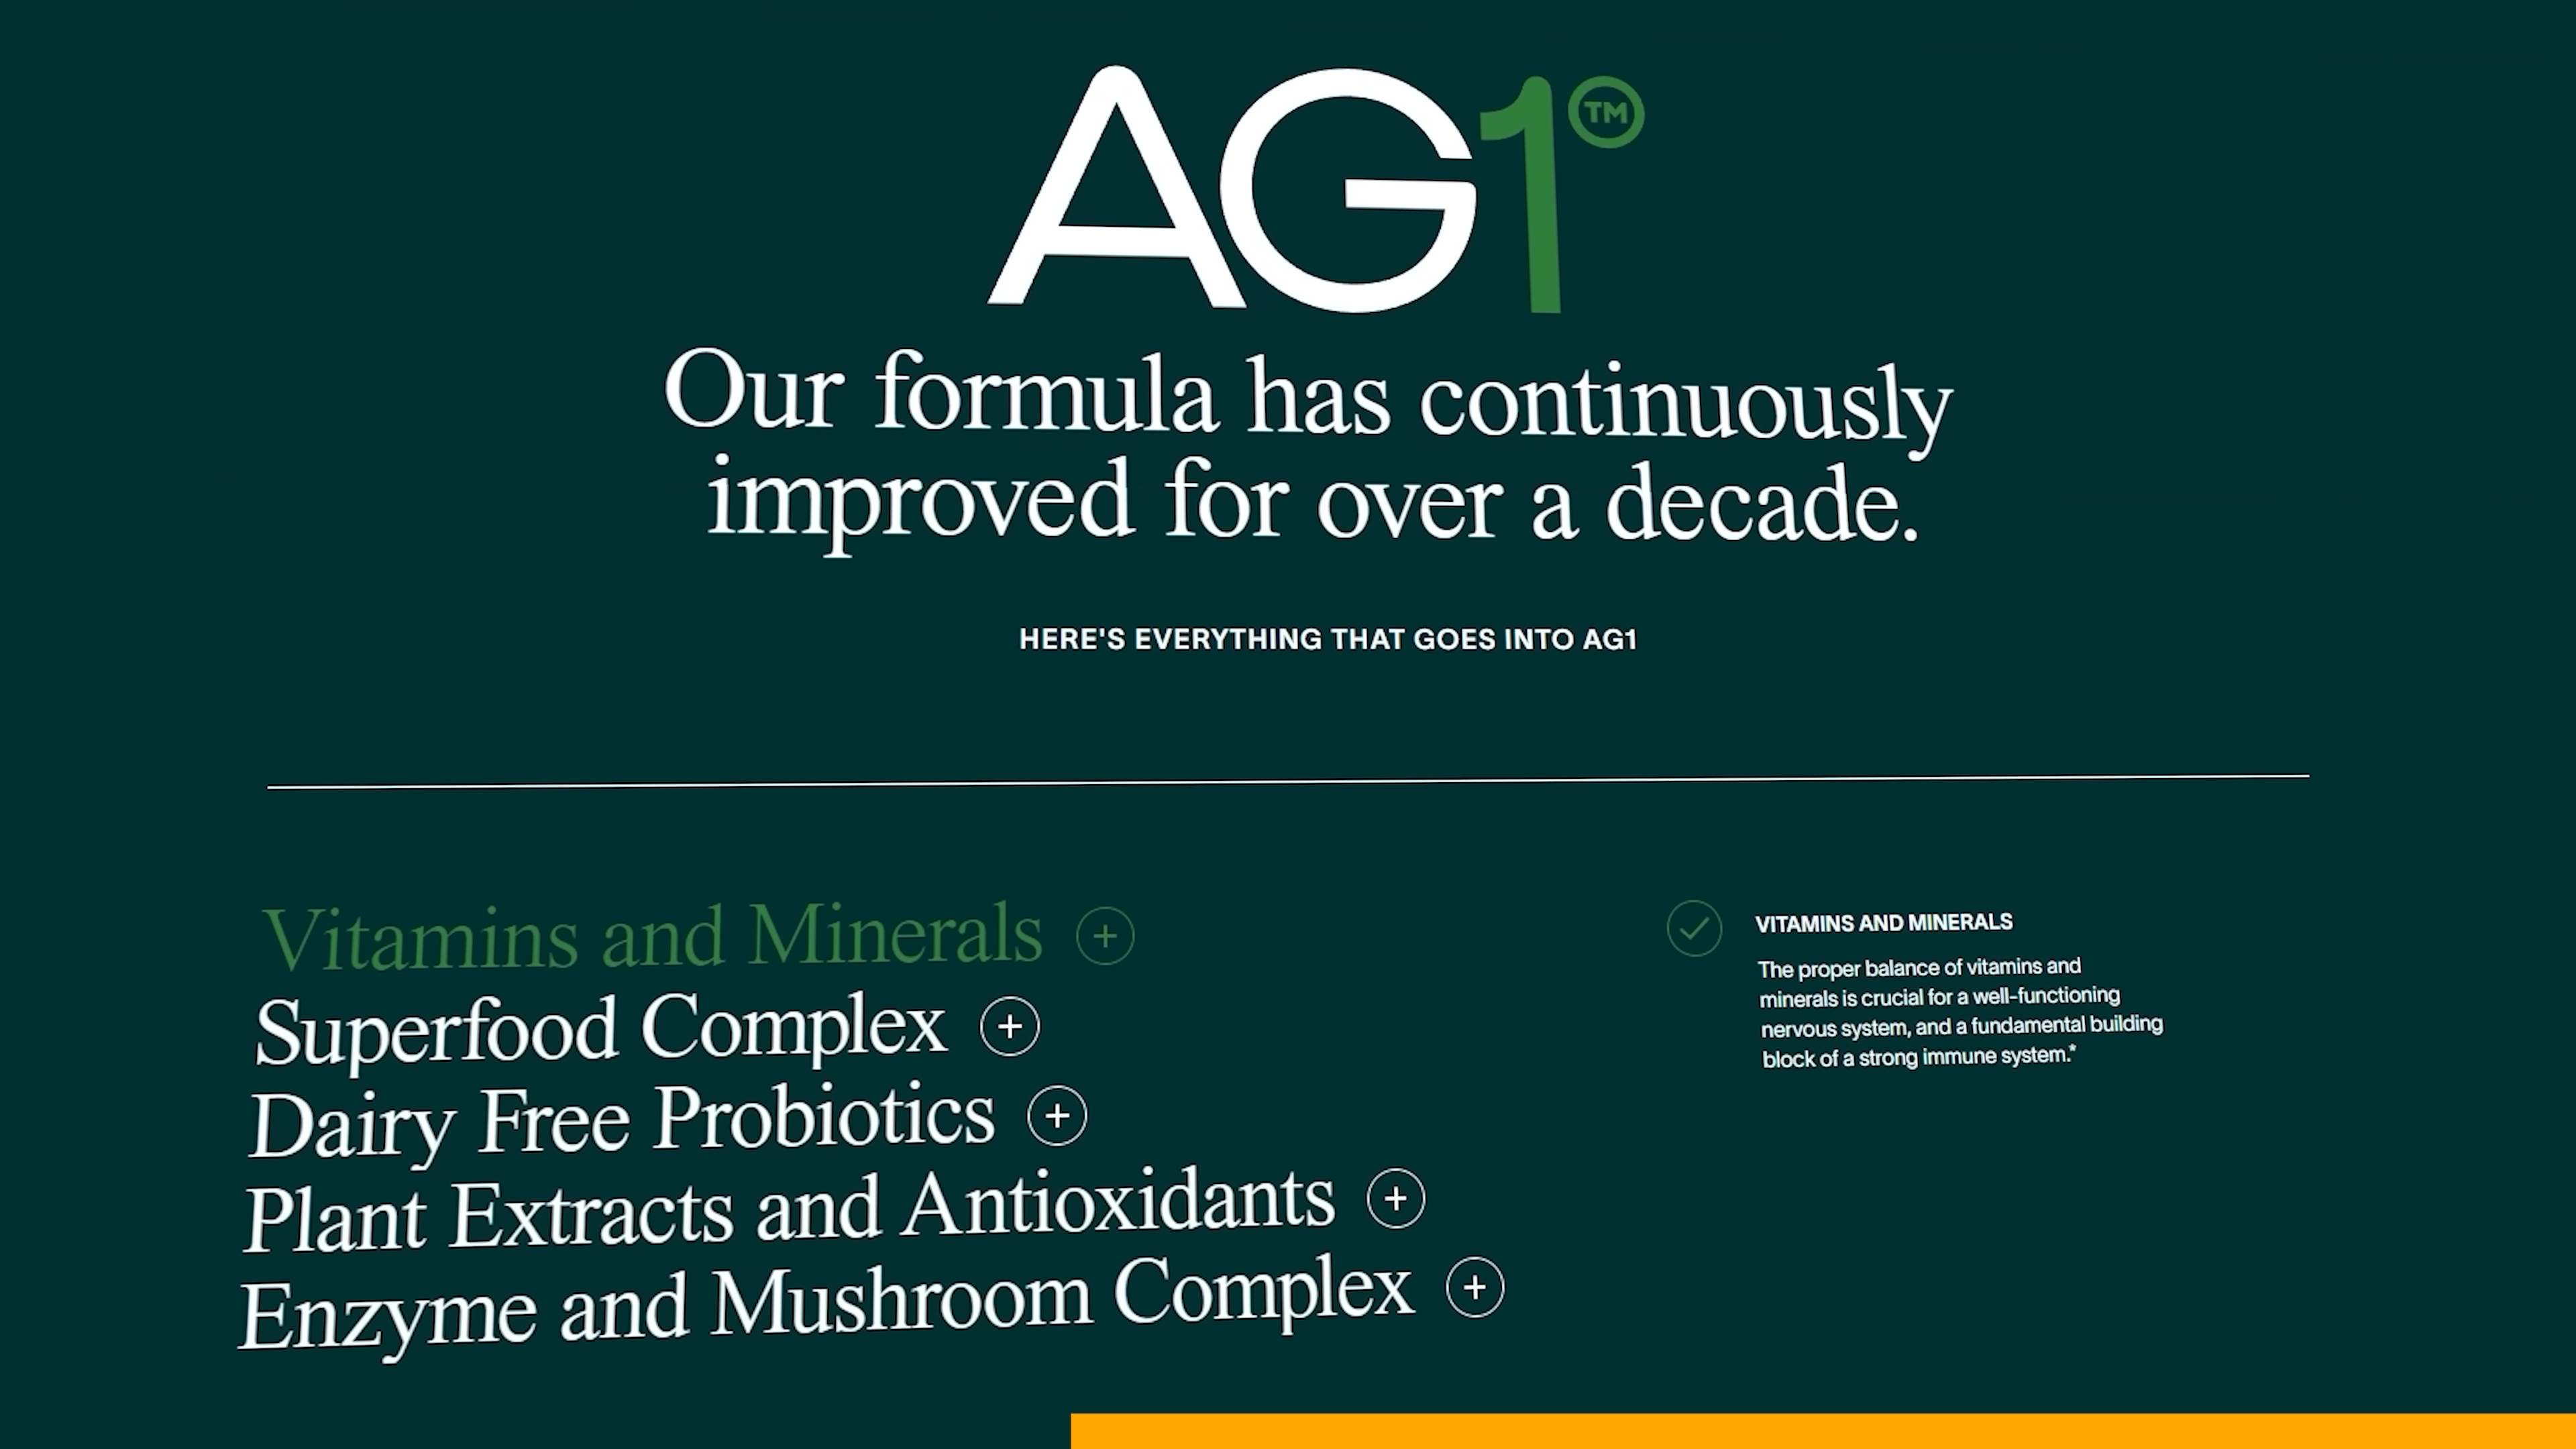 AG1™
Our formula has continuously
improved for over a decade.
HERE'S EVERYTHING THAT GOES INTO AG1
Vitamins and Minerals
Superfood Complex
Dairy Free Probiotics
Plant Extracts and Antioxidants
Enzyme and Mushroom Complex
VITAMINS AND MINERALS
The proper balance of vitamins and
minerals is crucial for a well-functioning
nervous system, and a fundamental building
block of a strong immune system.*